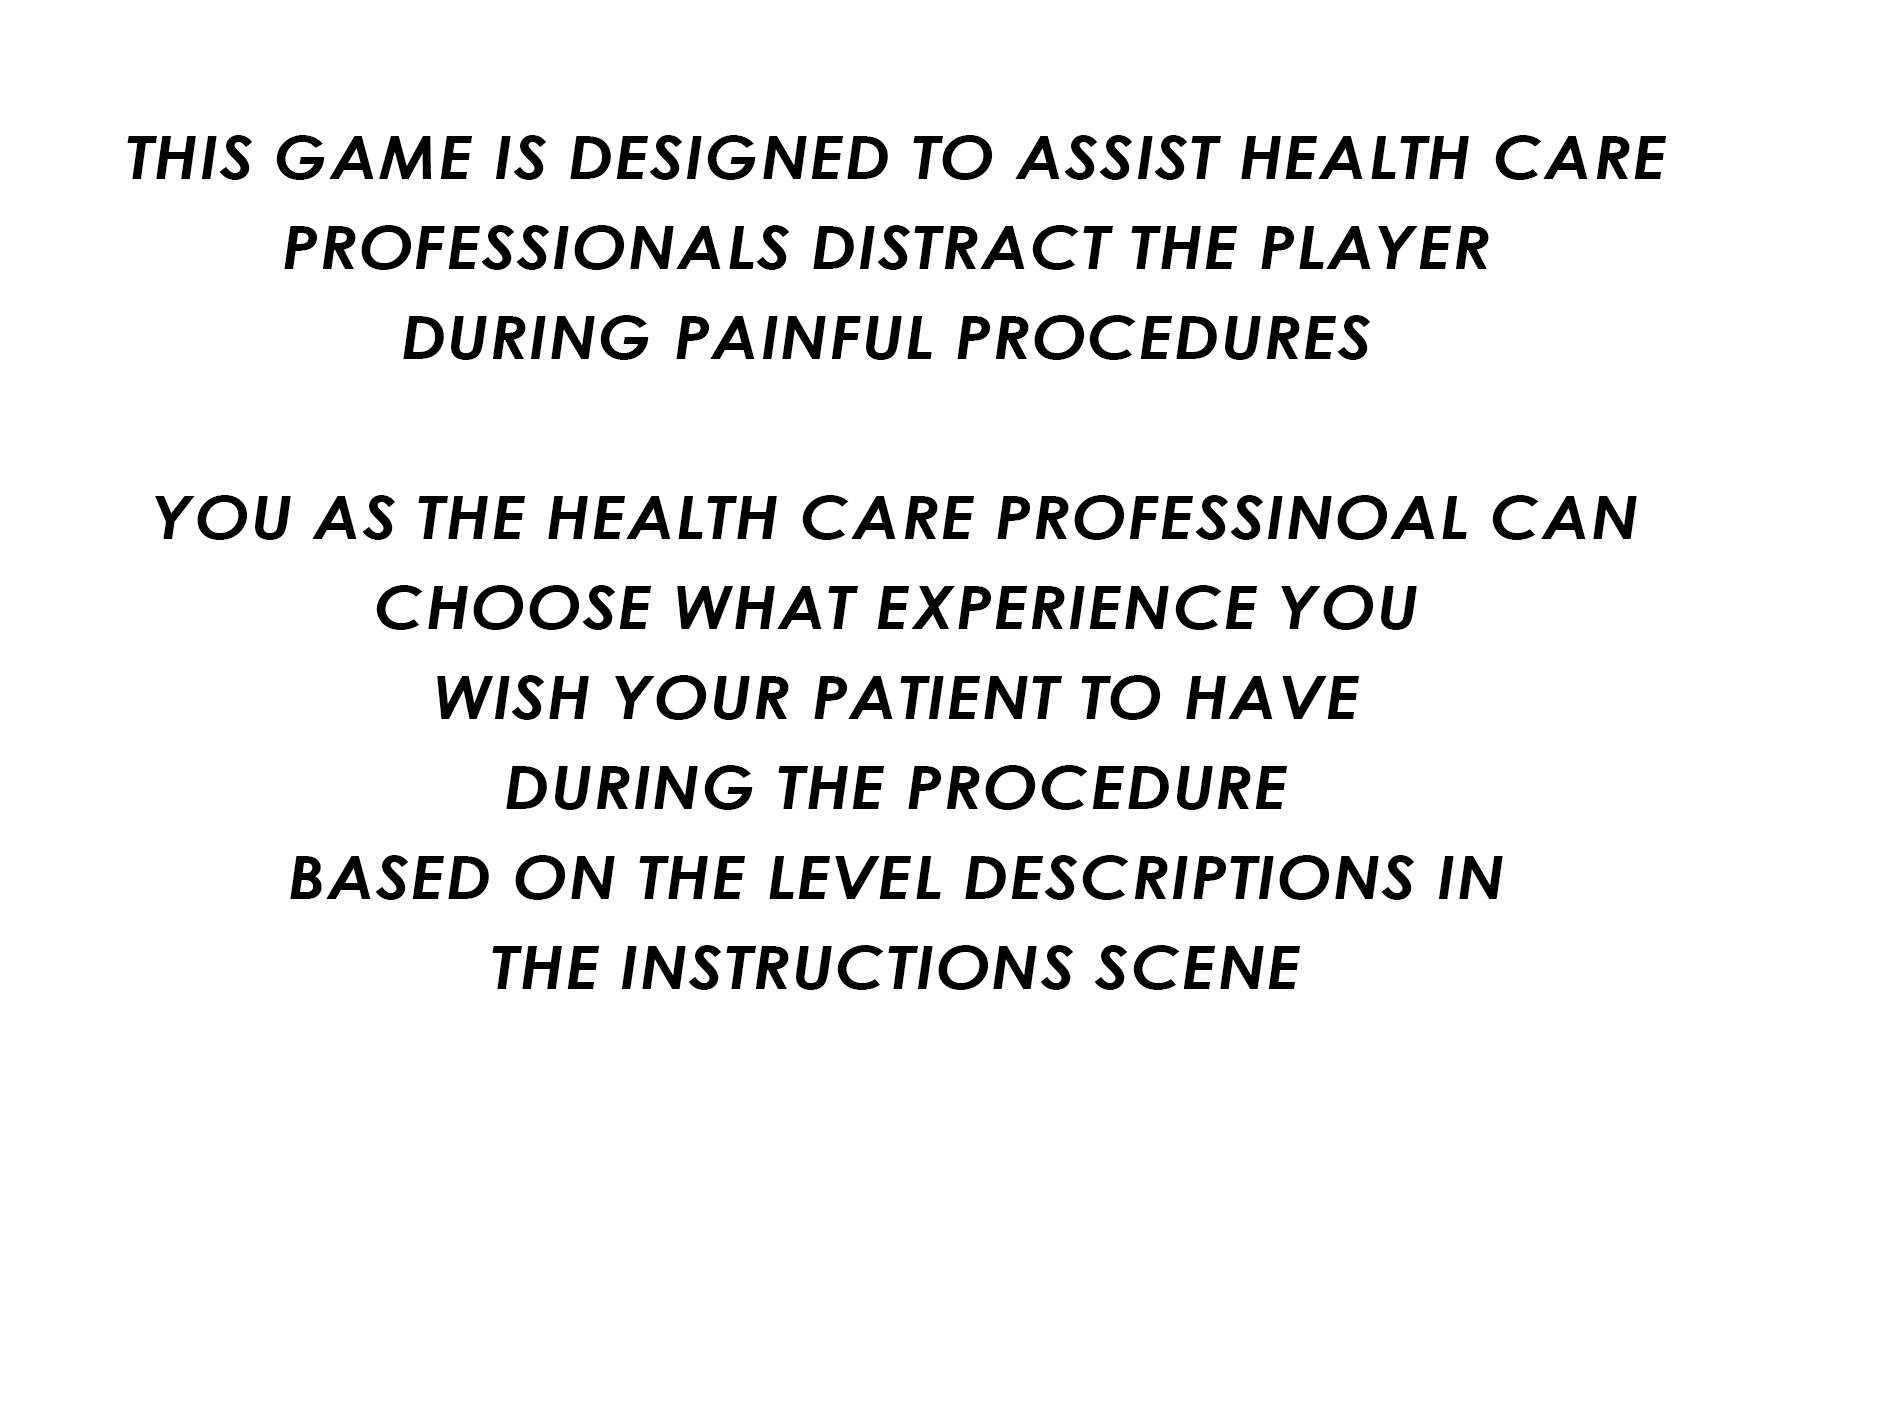 THIS GAME IS DESIGNED TO ASSIST HEALTH CARE
PROFESSIONALS DISTRACT THE PLAYER
DURING PAINFUL PROCEDURES
YOU AS THE HEALTH CARE PROFESSINOAL CAN
CHOOSE WHAT EXPERIENCE YOU
WISH YOUR PATIENT TO HAVE
DURING THE PROCEDURE
BASED ON THE LEVEL DESCRIPTIONS IN
THE INSTRUCTIONS SCENE